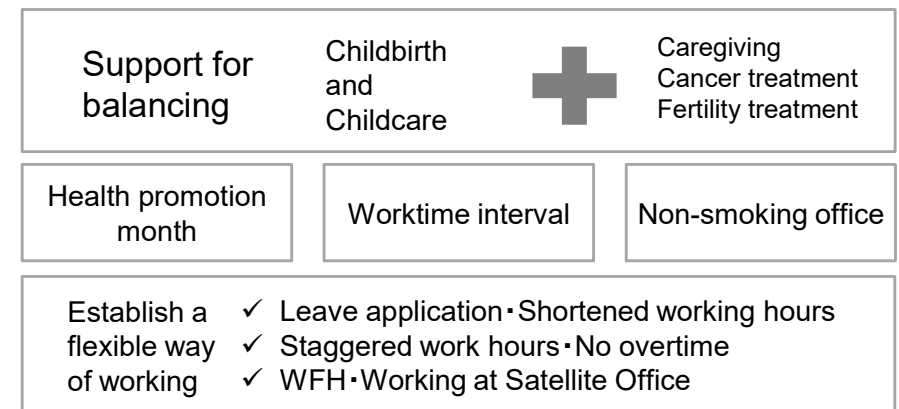 Support for
balancing
Childbirth
and
Childcare
Caregiving
Cancer treatment
Fertility treatment
Health promotion
month
Worktime interval
Non-smoking office
Establish a
flexible way
of working
✓ Leave application・Shortened working hours
✓ Staggered work hours・No overtime
✓ WFH・Working at Satellite Office